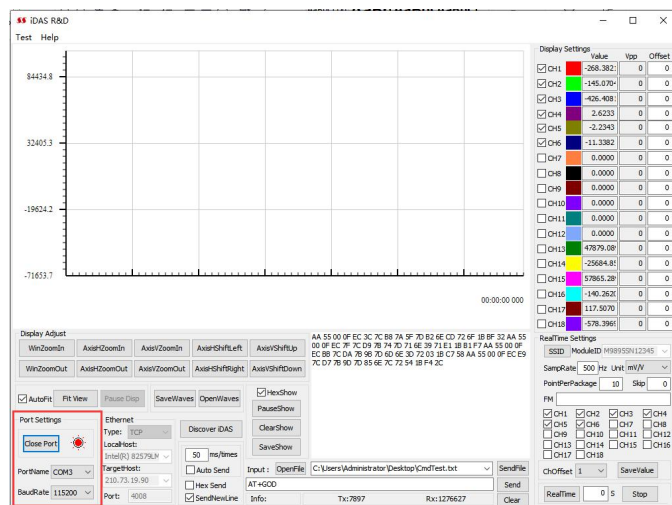 iDAS R&D
Test Help
84434.8
32405.3
-19624.2
-71653.7
00:00:00 000
Display Settings
Value Vpp Offset
CH1 -268.382 0 0
CH2 -145.070 0 0
CH3 -426.408 0 0
CH4 2.6233 0 0
CH5 -2.2343 0 0
CH6 -11.3382 0 0
CH7 0.0000 0 0
CH8 0.0000 0 0
CH9 0.0000 0 0
CH10 0.0000 0 0
CH11 0.0000 0 0
CH12 0.0000 0 0
CH13 47879.08 0 0
CH14 -25684.8 0 0
CH15 57865.28 0 0
CH16 -140.262 0 0
CH17 117.5070 0 0
CH18 -578.396 0 0
Display Adjust
WinZoomIn AxisHZoomIn AxisVZoomIn AxisHShiftLeft AxisVShiftUp
WinZoomOut AxisHZoomOut AxisVZoomOut AxisHShiftRight AxisVShiftDown
AA 55 00 0F EC 3C 7C B8 7A 5F 7D B2 6E CD 72 6F 1B BF 32 AA 55
00 0F EC 7F 7C D9 7B 74 7D 71 6E 39 71 E1 1B B1 F7 AA 55 00 0F
EC BB 7C DA 7B 9B 7D 6D 6E 3D 72 03 1B C7 58 AA 55 00 0F EC E9
7C D7 7B 9D 7D 85 6E 7C 72 54 1B F4 2C
AutoFit Fit View Pause Disp SaveWaves OpenWaves
HexShow
PauseShow
ClearShow
SaveShow
Port Settings
Close Port
PortName COM3
BaudRate 115200
Ethernet
Type: TCP
LocalHost:
Intel(R) 82579LM
TargetHost:
210.73.19.90
Port: 4008
Discover iDAS
50 ms/times
Auto Send
Hex Send
SendNewLine
Input : OpenFile C:\Users\Administrator\Desktop\CmdTest.txt SendFile
AT+GOD Send
Info: Tx:7897 Rx:1276627 Clear
RealTime Settings
SSID ModuleID M9895SN12345
SampRate 500 Hz Unit mV/V
PointPerPackage 10 Skip 0
FM
CH1 CH2 CH3 CH4
CH5 CH6 CH7 CH8
CH9 CH10 CH11 CH12
CH13 CH14 CH15 CH16
CH17 CH18
ChOffset 1 SaveValue
RealTime 0 S Stop